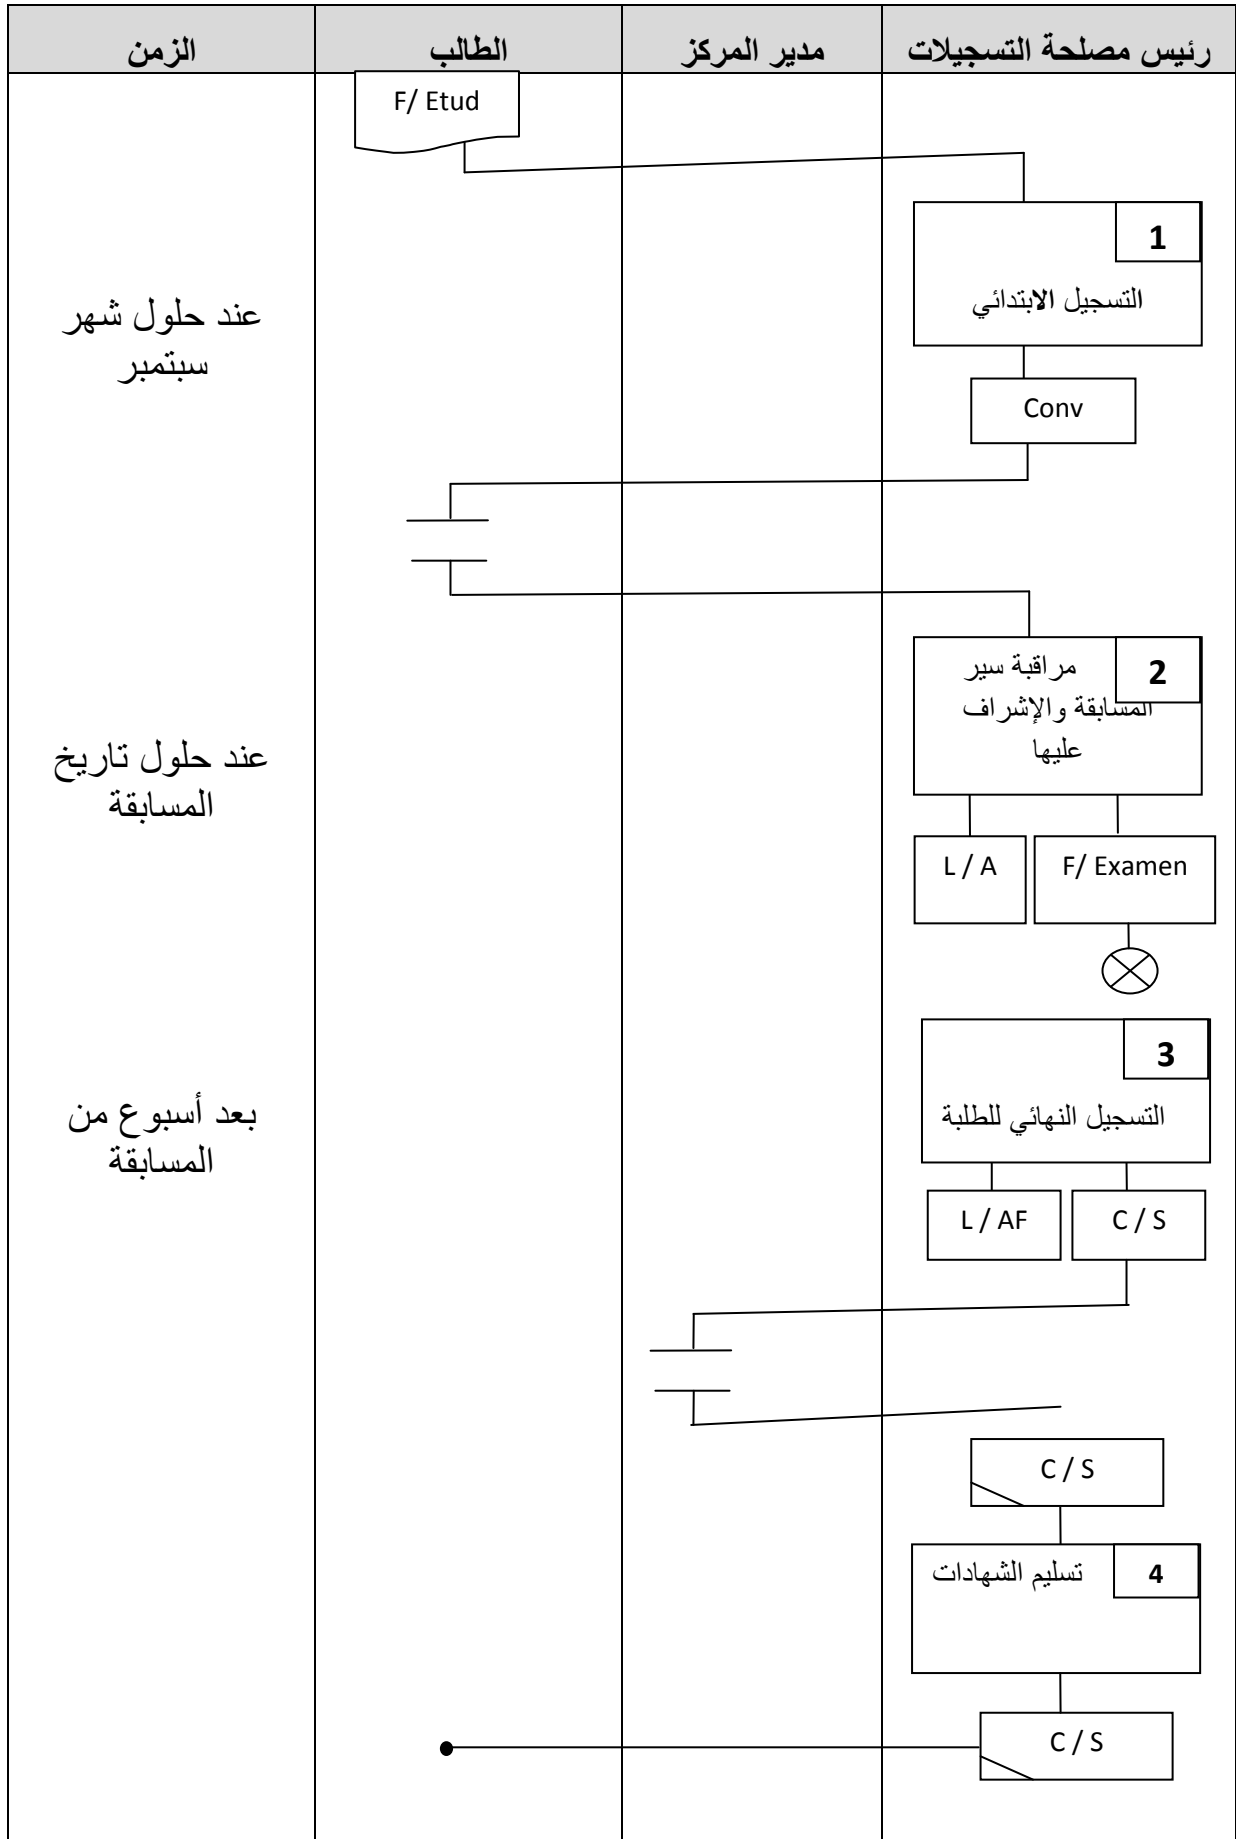 رئيس مصلحة التسجيلات
مدير المركز
الطالب
الزمن
F/ Etud
1
التسجيل الابتدائي
عند حلول شهر
سبتمبر
Conv
2
مراقبة سير
المسابقة والإشراف
عليها
عند حلول تاريخ
المسابقة
L / A
F/ Examen
3
التسجيل النهائي للطلبة
بعد أسبوع من
المسابقة
L / AF
C / S
C / S
4
تسليم الشهادات
C / S